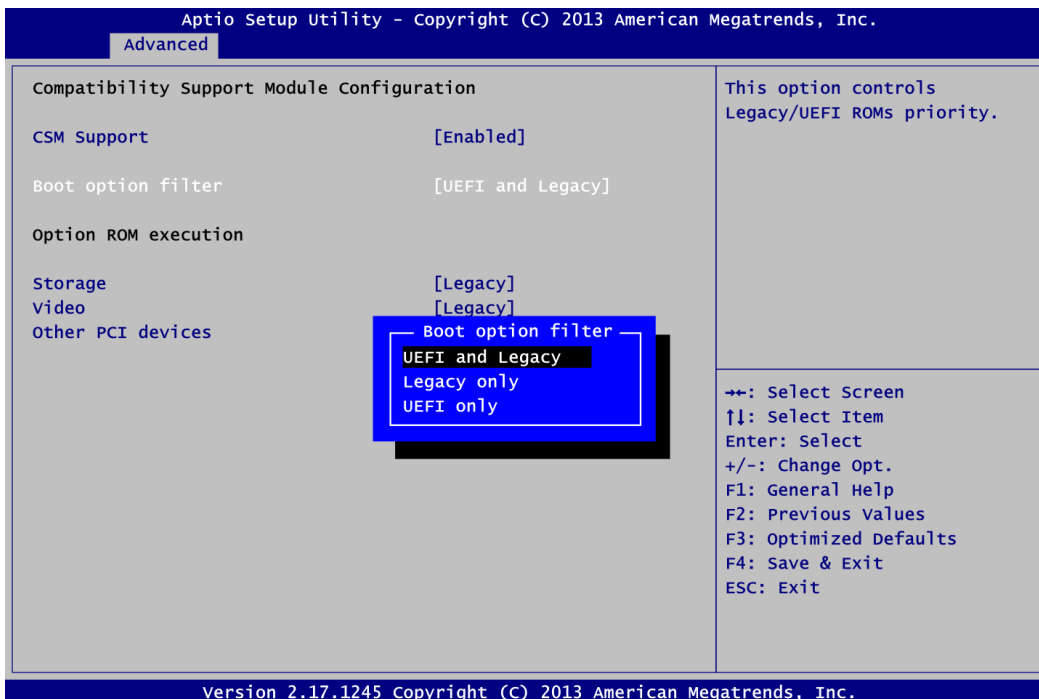 Aptio Setup Utility - Copyright (C) 2013 American Megatrends, Inc.
Advanced
Compatibility Support Module Configuration
CSM Support [Enabled]
Boot option filter [UEFI and Legacy]
Option ROM execution
Storage [Legacy]
Video [Legacy]
Other PCI devices
Boot option filter
UEFI and Legacy
Legacy only
UEFI only
This option controls
Legacy/UEFI ROMs priority.
→←: Select Screen
↑↓: Select Item
Enter: Select
+/-: Change Opt.
F1: General Help
F2: Previous Values
F3: Optimized Defaults
F4: Save & Exit
ESC: Exit
Version 2.17.1245 Copyright (C) 2013 American Megatrends, Inc.